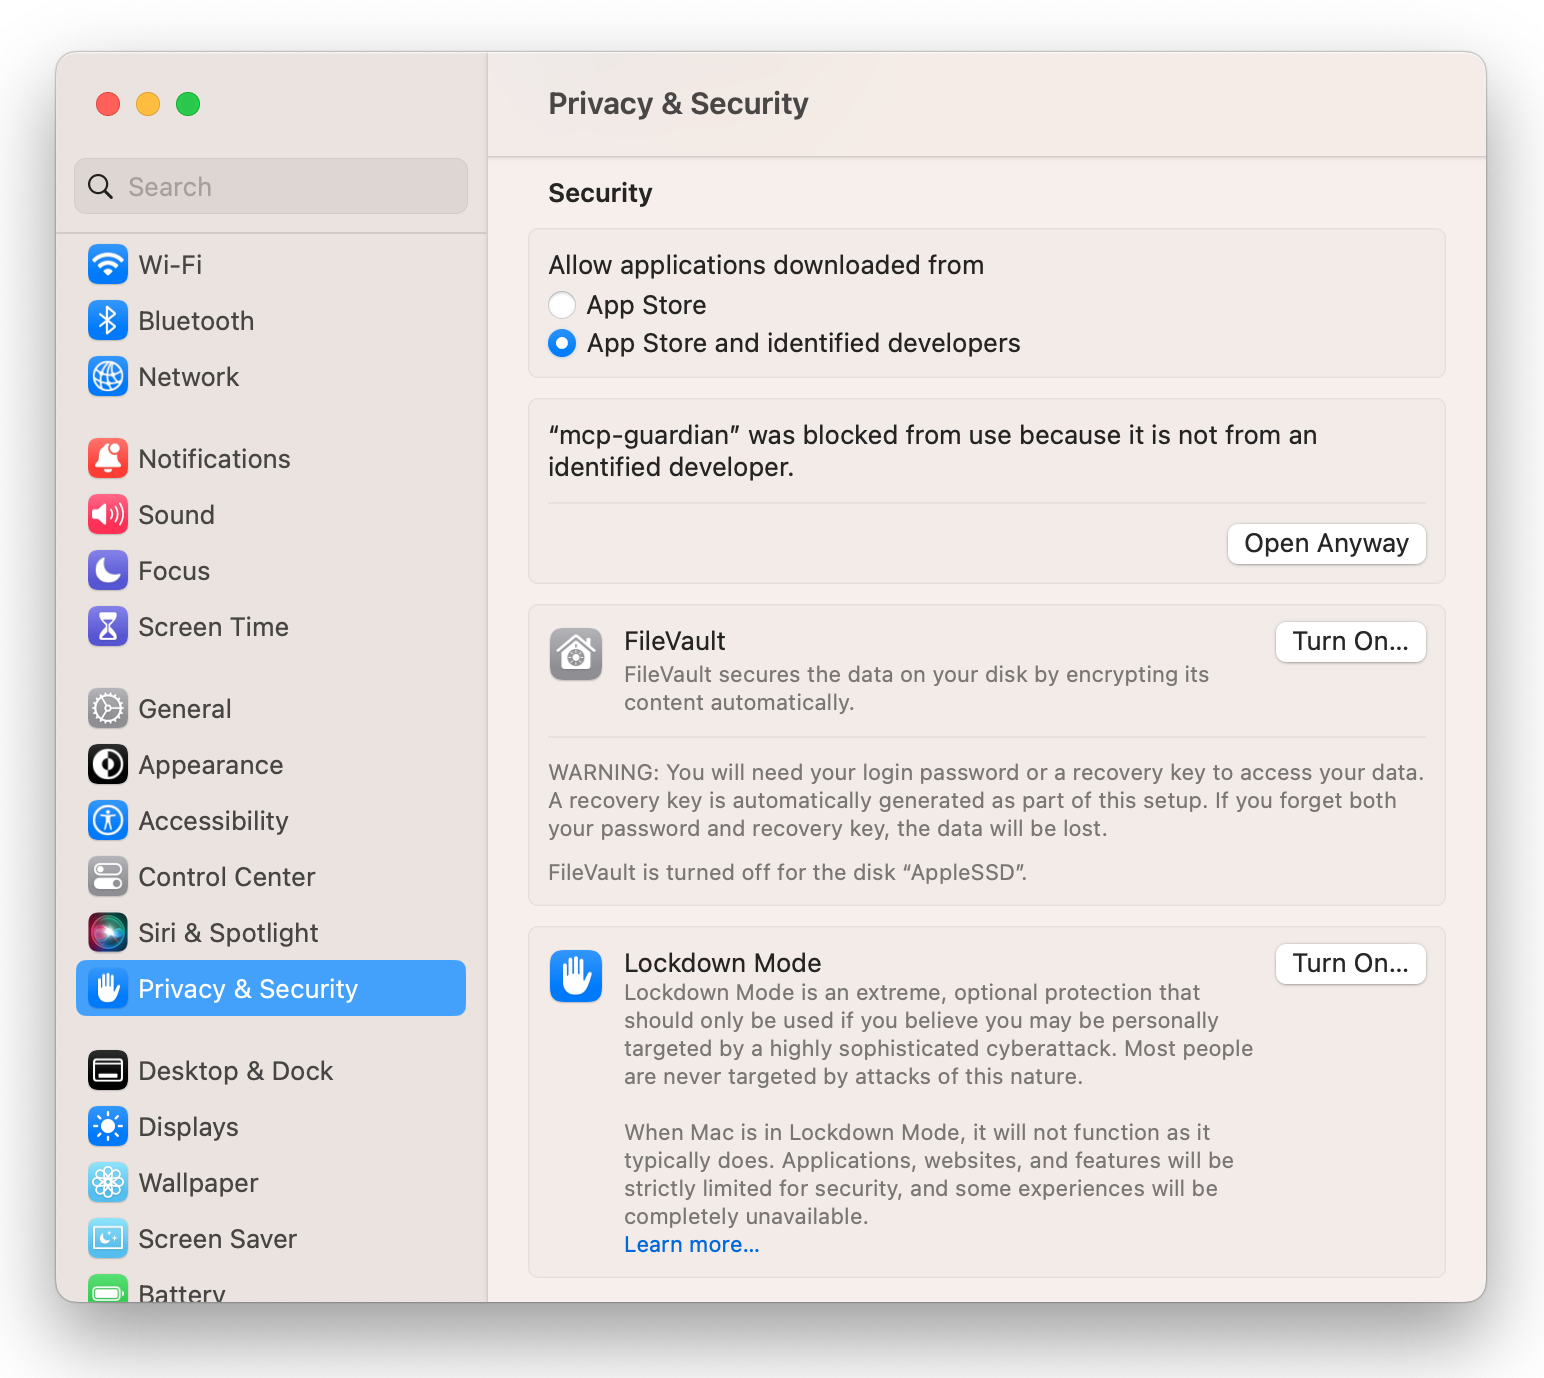 Search
Wi-Fi
Bluetooth
Network
Notifications
Sound
Focus
Screen Time
General
Appearance
Accessibility
Control Center
Siri & Spotlight
Privacy & Security
Desktop & Dock
Displays
Wallpaper
Screen Saver
Battery
Privacy & Security
Security
Allow applications downloaded from
App Store
App Store and identified developers
“mcp-guardian” was blocked from use because it is not from an
identified developer.
Open Anyway
FileVault
Turn On...
FileVault secures the data on your disk by encrypting its
content automatically.
WARNING: You will need your login password or a recovery key to access your data.
A recovery key is automatically generated as part of this setup. If you forget both
your password and recovery key, the data will be lost.
FileVault is turned off for the disk “AppleSSD”.
Lockdown Mode
Turn On...
Lockdown Mode is an extreme, optional protection that
should only be used if you believe you may be personally
targeted by a highly sophisticated cyberattack. Most people
are never targeted by attacks of this nature.
When Mac is in Lockdown Mode, it will not function as it
typically does. Applications, websites, and features will be
strictly limited for security, and some experiences will be
completely unavailable.
Learn more...